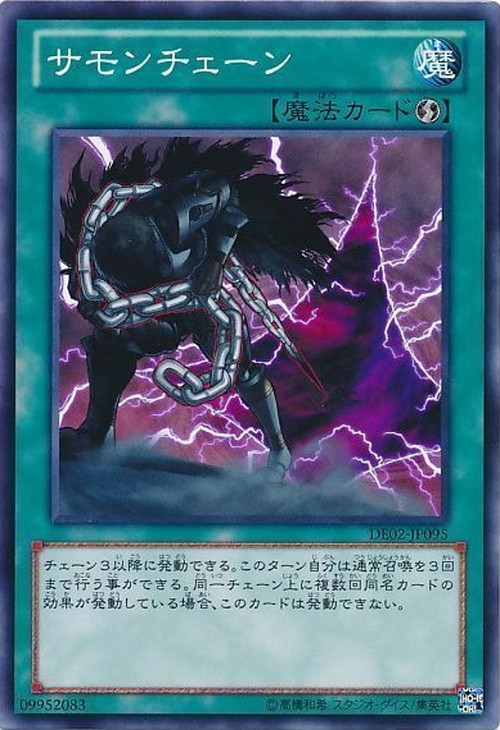 サモンチェーン
魔
【魔法カード】
DE02-JP095
チェーン3以降に発動できる。このターン自分は通常召喚を3回
まで行う事ができる。同一チェーン上に複数回同名カードの
効果が発動している場合、このカードは発動できない。
09952083
©高橋和希 スタジオ・ダイス/集英社